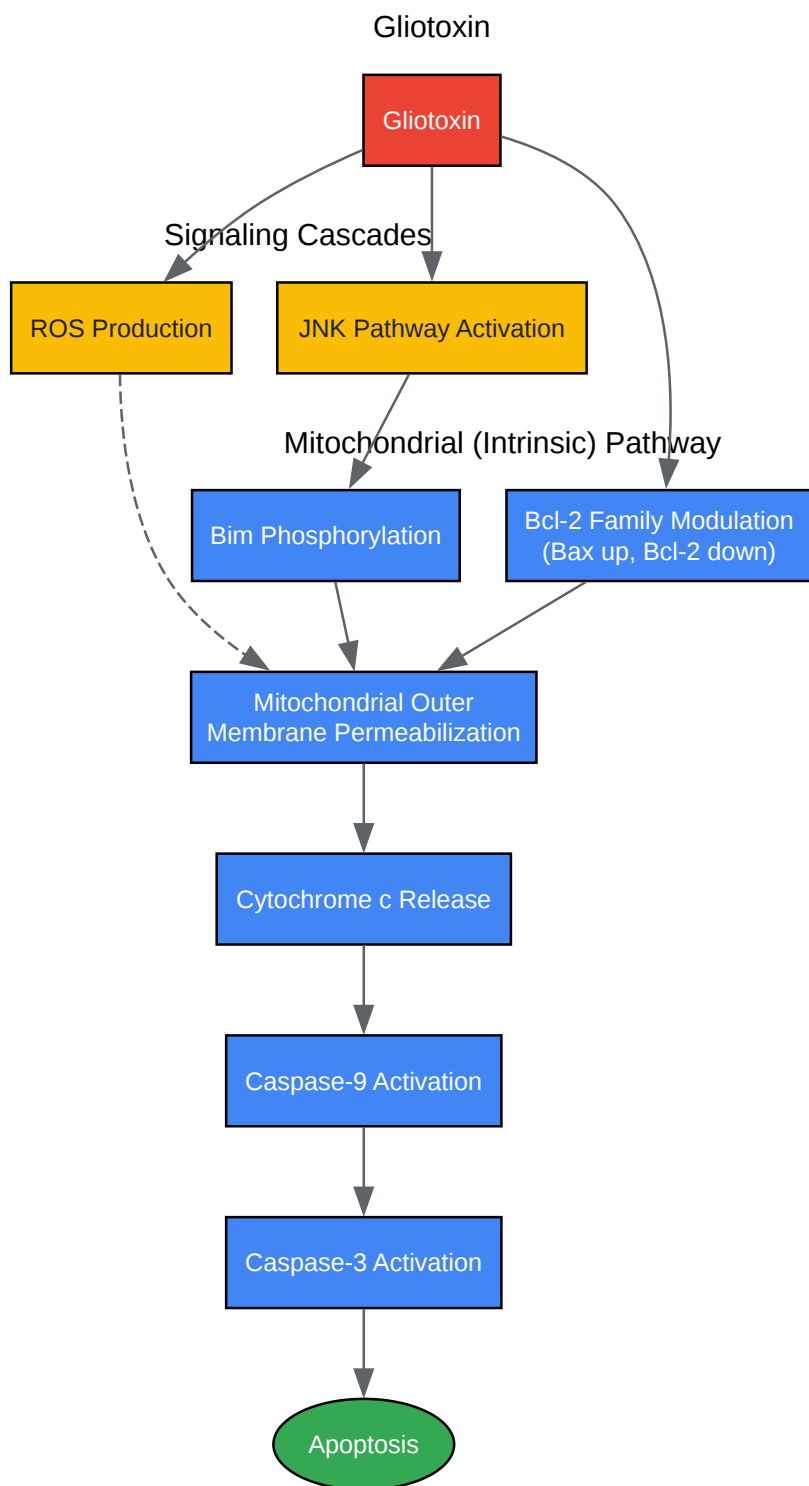 Gliotoxin
Gliotoxin
Signaling Cascades
ROS Production
JNK Pathway Activation
Mitochondrial (Intrinsic) Pathway
Bim Phosphorylation
Bcl-2 Family Modulation
(Bax up, Bcl-2 down)
Mitochondrial Outer
Membrane Permeabilization
Cytochrome c Release
Caspase-9 Activation
Caspase-3 Activation
Apoptosis